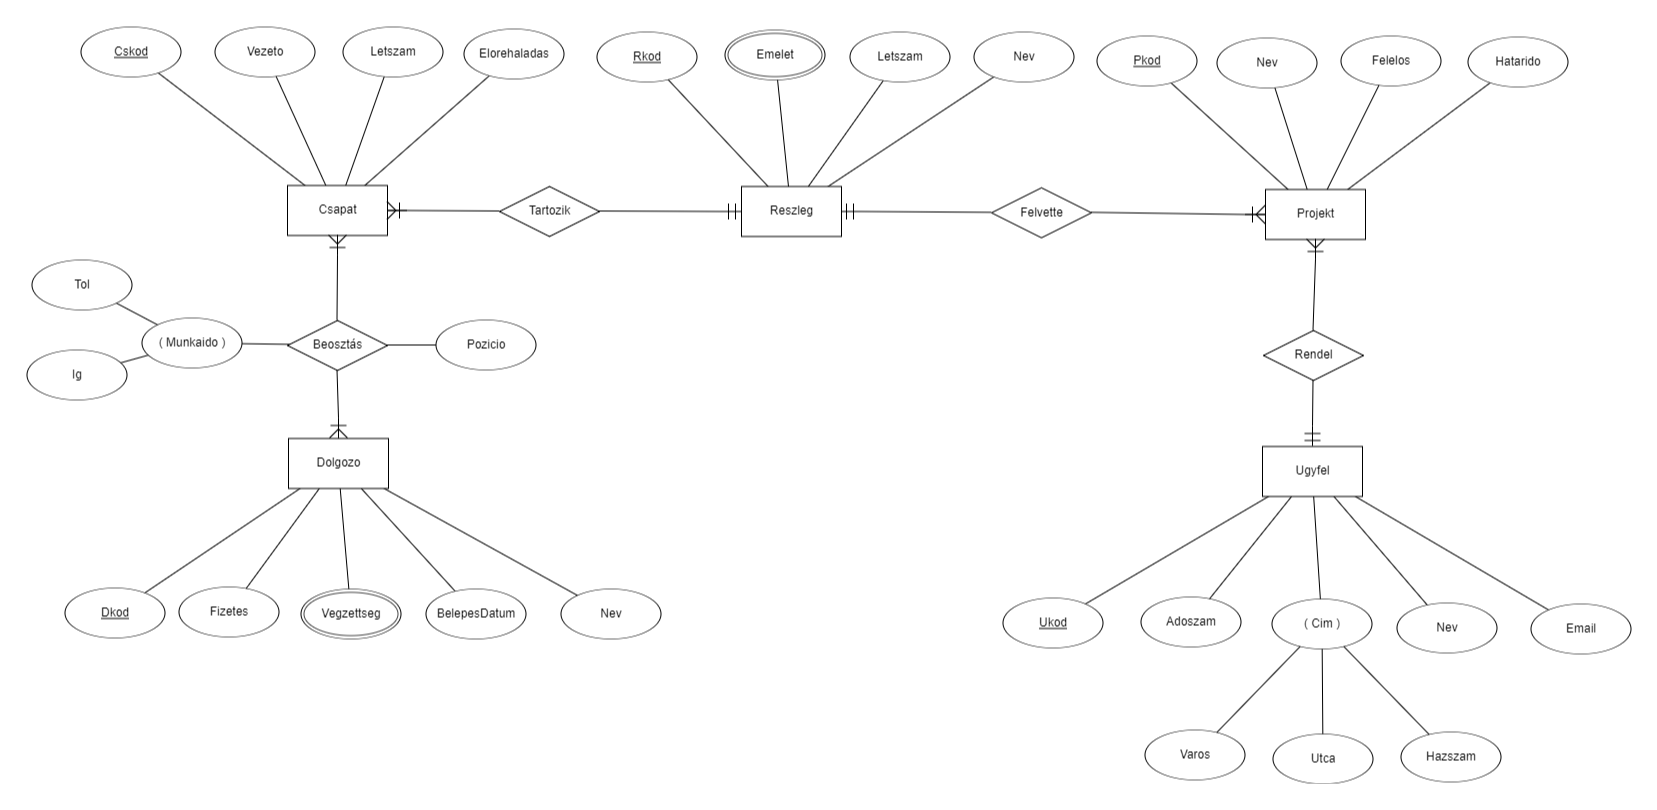 Cskod
Vezeto
Letszam
Elorehaladas
Rkod
Emelet
Letszam
Nev
Pkod
Nev
Felelos
Hatarido
Csapat
Tartozik
Reszleg
Felvette
Projekt
Tol
( Munkaido )
Ig
Beosztás
Pozicio
Rendel
Dolgozo
Ugyfel
Dkod
Fizetes
Vegzettseg
BelepesDatum
Nev
Ukod
Adoszam
( Cim )
Nev
Email
Varos
Utca
Hazszam